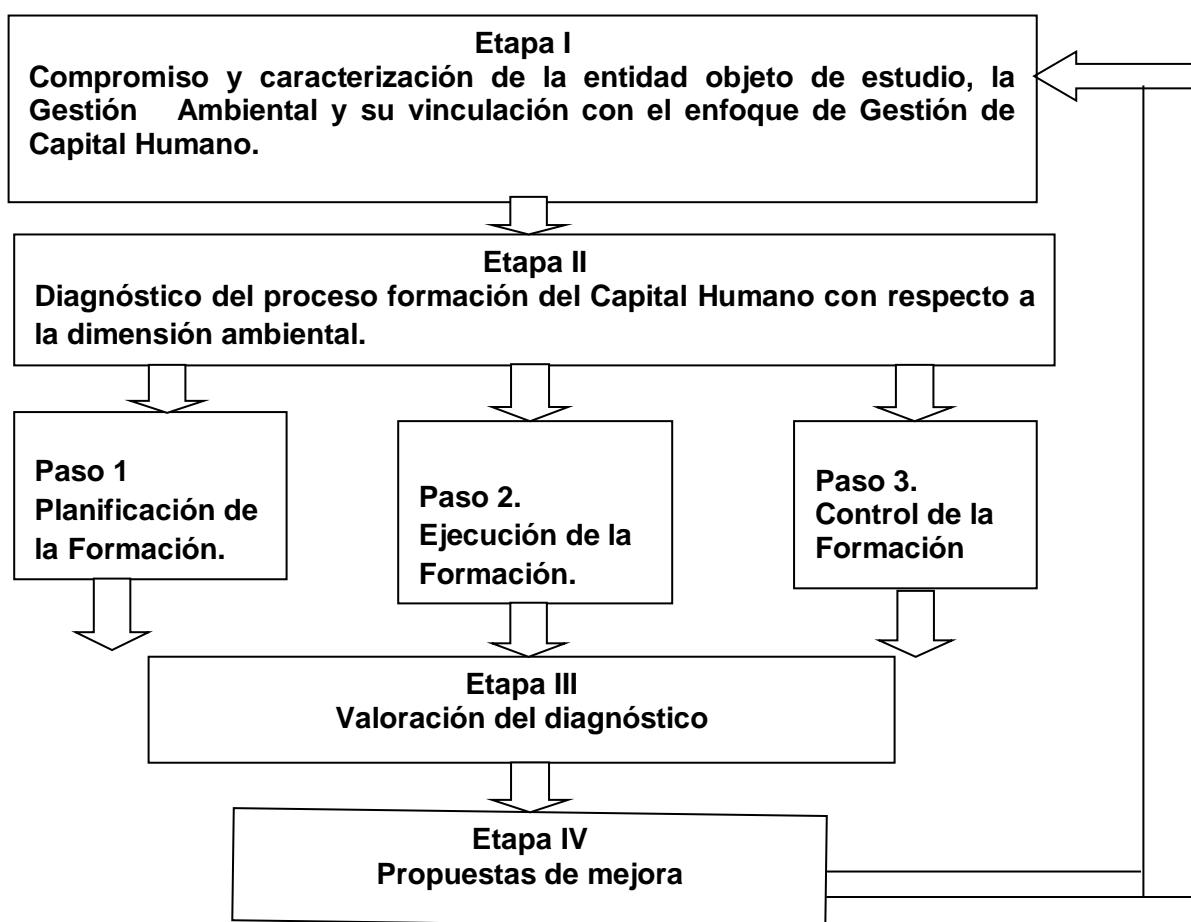 Etapa I
Compromiso y caracterización de la entidad objeto de estudio, la
Gestión Ambiental y su vinculación con el enfoque de Gestión de
Capital Humano.
Etapa II
Diagnóstico del proceso formación del Capital Humano con respecto a
la dimensión ambiental.
Paso 1
Planificación de
la Formación.
Paso 2.
Ejecución de la
Formación.
Paso 3.
Control de la
Formación
Etapa III
Valoración del diagnóstico
Etapa IV
Propuestas de mejora